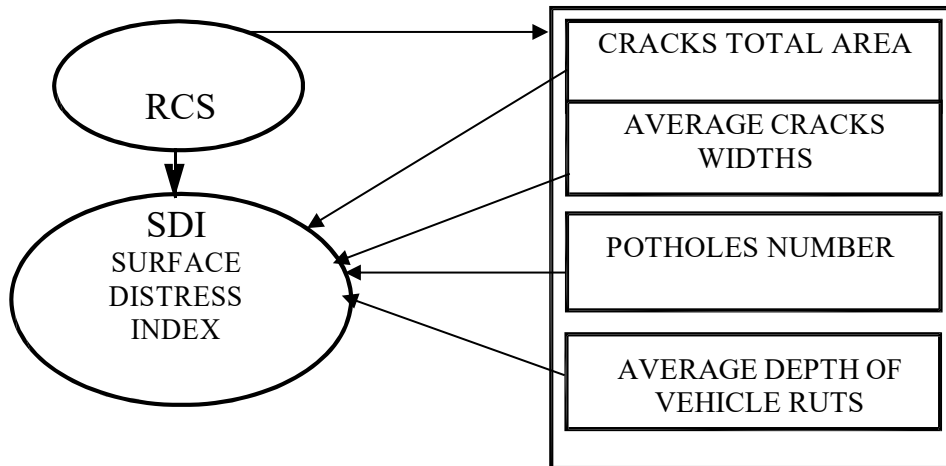 RCS
SDI
SURFACE
DISTRESS
INDEX
CRACKS TOTAL AREA
AVERAGE CRACKS
WIDTHS
POTHOLES NUMBER
AVERAGE DEPTH OF
VEHICLE RUTS